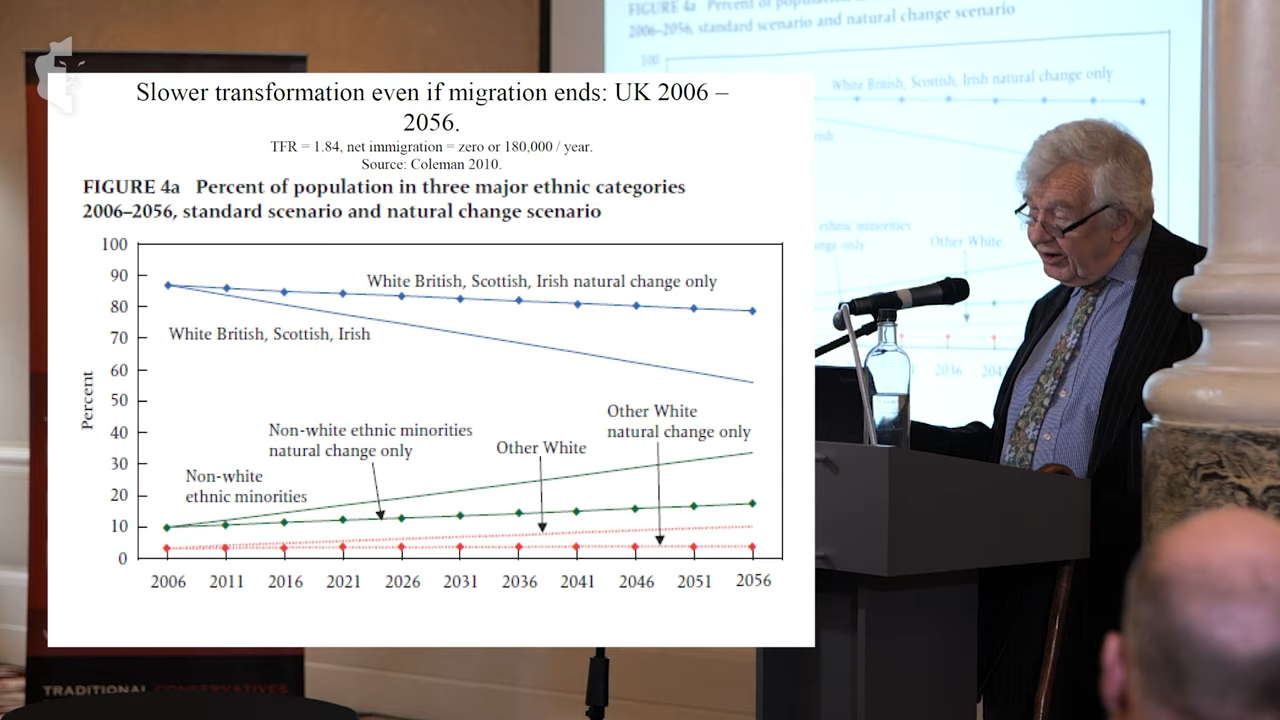 Slower transformation even if migration ends: UK 2006 –
2056.
TFR = 1.84, net immigration = zero or 180,000 / year.
Source: Coleman 2010.
FIGURE 4a Percent of population in three major ethnic categories
2006–2056, standard scenario and natural change scenario
100
90
80
70
60
50
40
30
20
10
0
Percent
White British, Scottish, Irish natural change only
White British, Scottish, Irish
Other White
natural change only
Non-white ethnic minorities
natural change only
Other White
Non-white
ethnic minorities
2006 2011 2016 2021 2026 2031 2036 2041 2046 2051 2056
FIGURE 4a Percent of
2006–2056, standard scenario and natural change scenario
100
White British, Scottish, Irish natural change only
ethnic minorities
only
Other White
2036
TRADITIONAL CONSERVATIVES